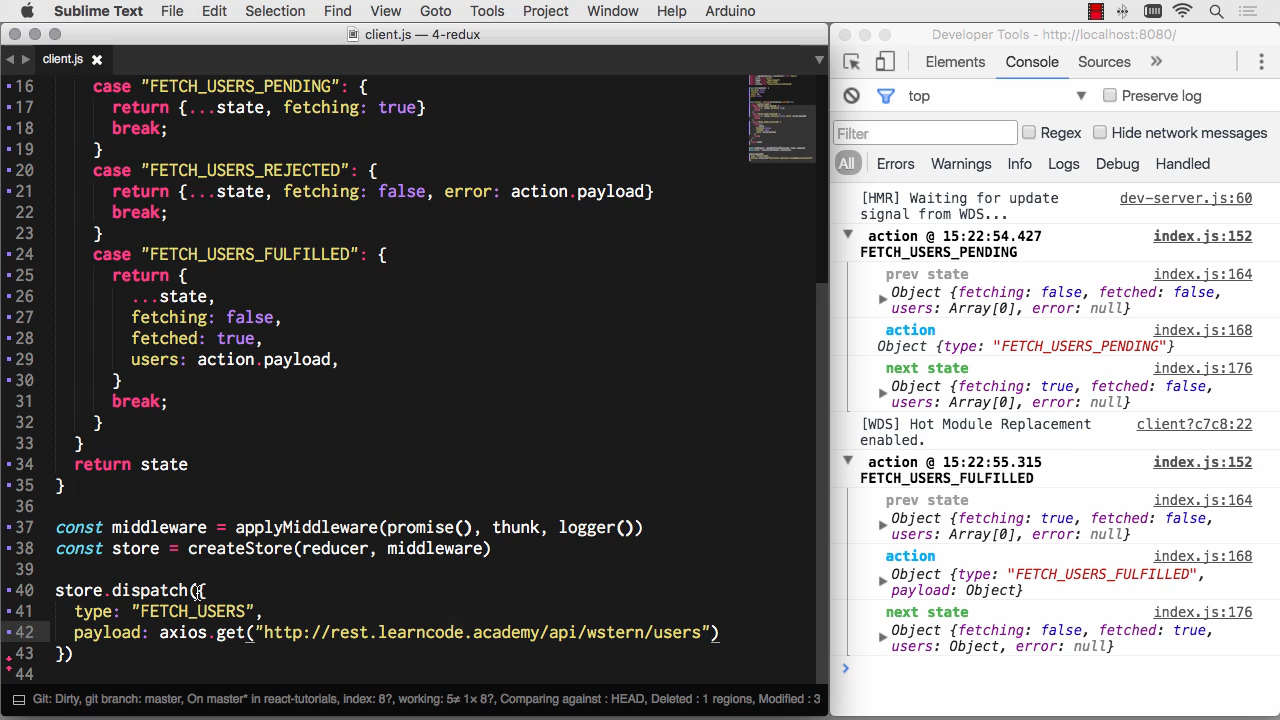 Sublime Text File Edit Selection Find View Goto Tools Project Window Help Arduino
client.js — 4-redux
client.js
16 case "FETCH_USERS_PENDING": {
17 return {...state, fetching: true}
18 break;
19 }
20 case "FETCH_USERS_REJECTED": {
21 return {...state, fetching: false, error: action.payload}
22 break;
23 }
24 case "FETCH_USERS_FULFILLED": {
25 return {
26 ...state,
27 fetching: false,
28 fetched: true,
29 users: action.payload,
30 }
31 break;
32 }
33 }
34 return state
35 }
36
37 const middleware = applyMiddleware(promise(), thunk, logger())
38 const store = createStore(reducer, middleware)
39
40 store.dispatch({
41 type: "FETCH_USERS",
42 payload: axios.get("http://rest.learncode.academy/api/wstern/users")
43 })
44
Git: Dirty, git branch: master, On master* in react-tutorials, index: 8?, working: 5≠ 1× 8?, Comparing against : HEAD, Deleted : 1 regions, Modified : 3
Developer Tools - http://localhost:8080/
Elements Console Sources »
top Preserve log
Filter Regex Hide network messages
All Errors Warnings Info Logs Debug Handled
[HMR] Waiting for update dev-server.js:60
signal from WDS...
action @ 15:22:54.427 index.js:152
FETCH_USERS_PENDING
prev state index.js:164
Object {fetching: false, fetched: false,
users: Array[0], error: null}
action index.js:168
Object {type: "FETCH_USERS_PENDING"}
next state index.js:176
Object {fetching: true, fetched: false,
users: Array[0], error: null}
[WDS] Hot Module Replacement client?c7c8:22
enabled.
action @ 15:22:55.315 index.js:152
FETCH_USERS_FULFILLED
prev state index.js:164
Object {fetching: true, fetched: false,
users: Array[0], error: null}
action index.js:168
Object {type: "FETCH_USERS_FULFILLED",
payload: Object}
next state index.js:176
Object {fetching: false, fetched: true,
users: Object, error: null}